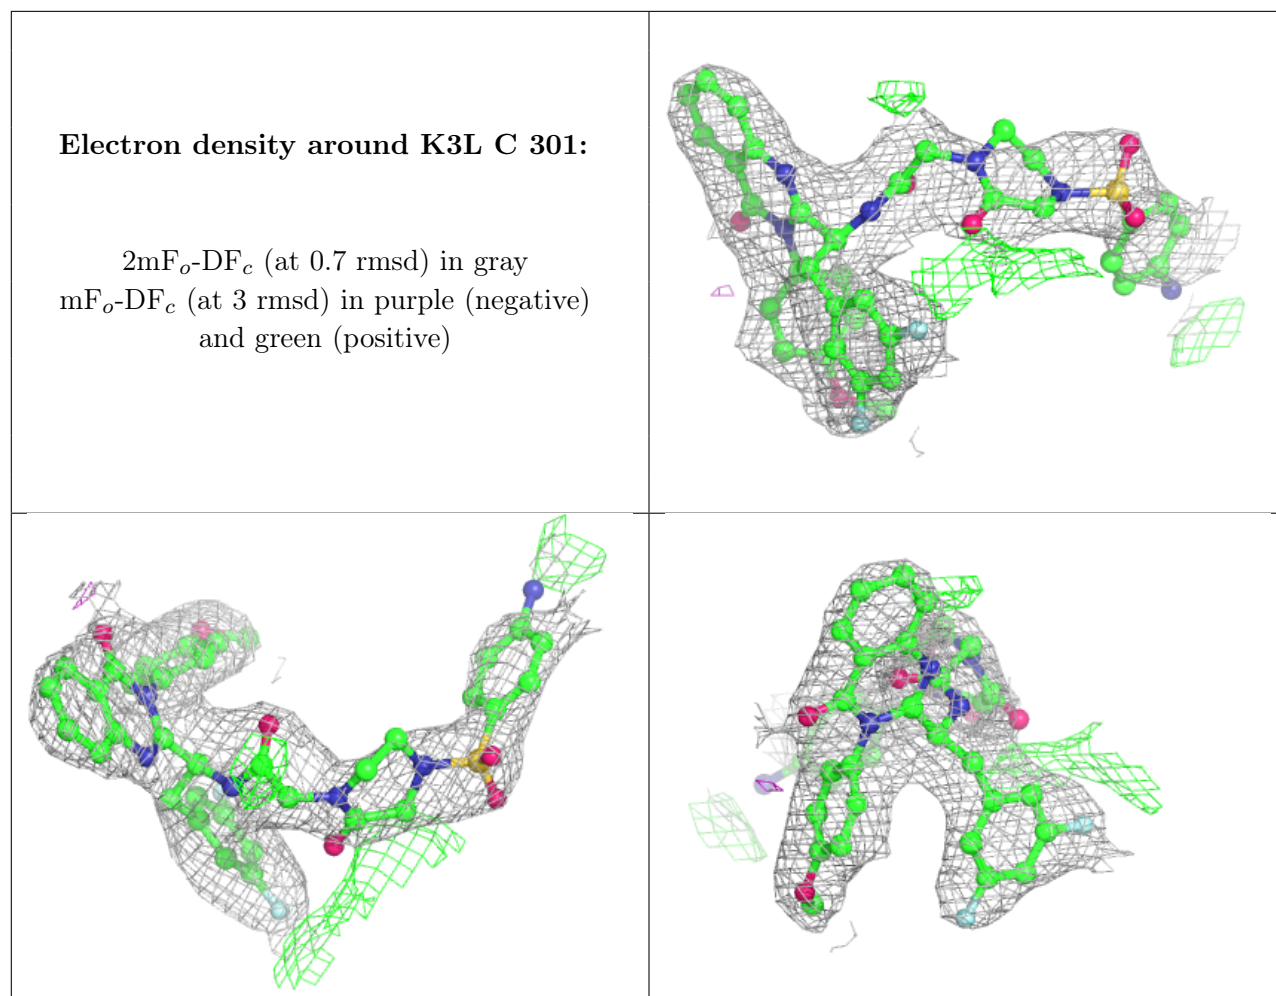 Electron density around K3L C 301:
2mFo-DFc (at 0.7 rmsd) in gray
mFo-DFc (at 3 rmsd) in purple (negative)
and green (positive)